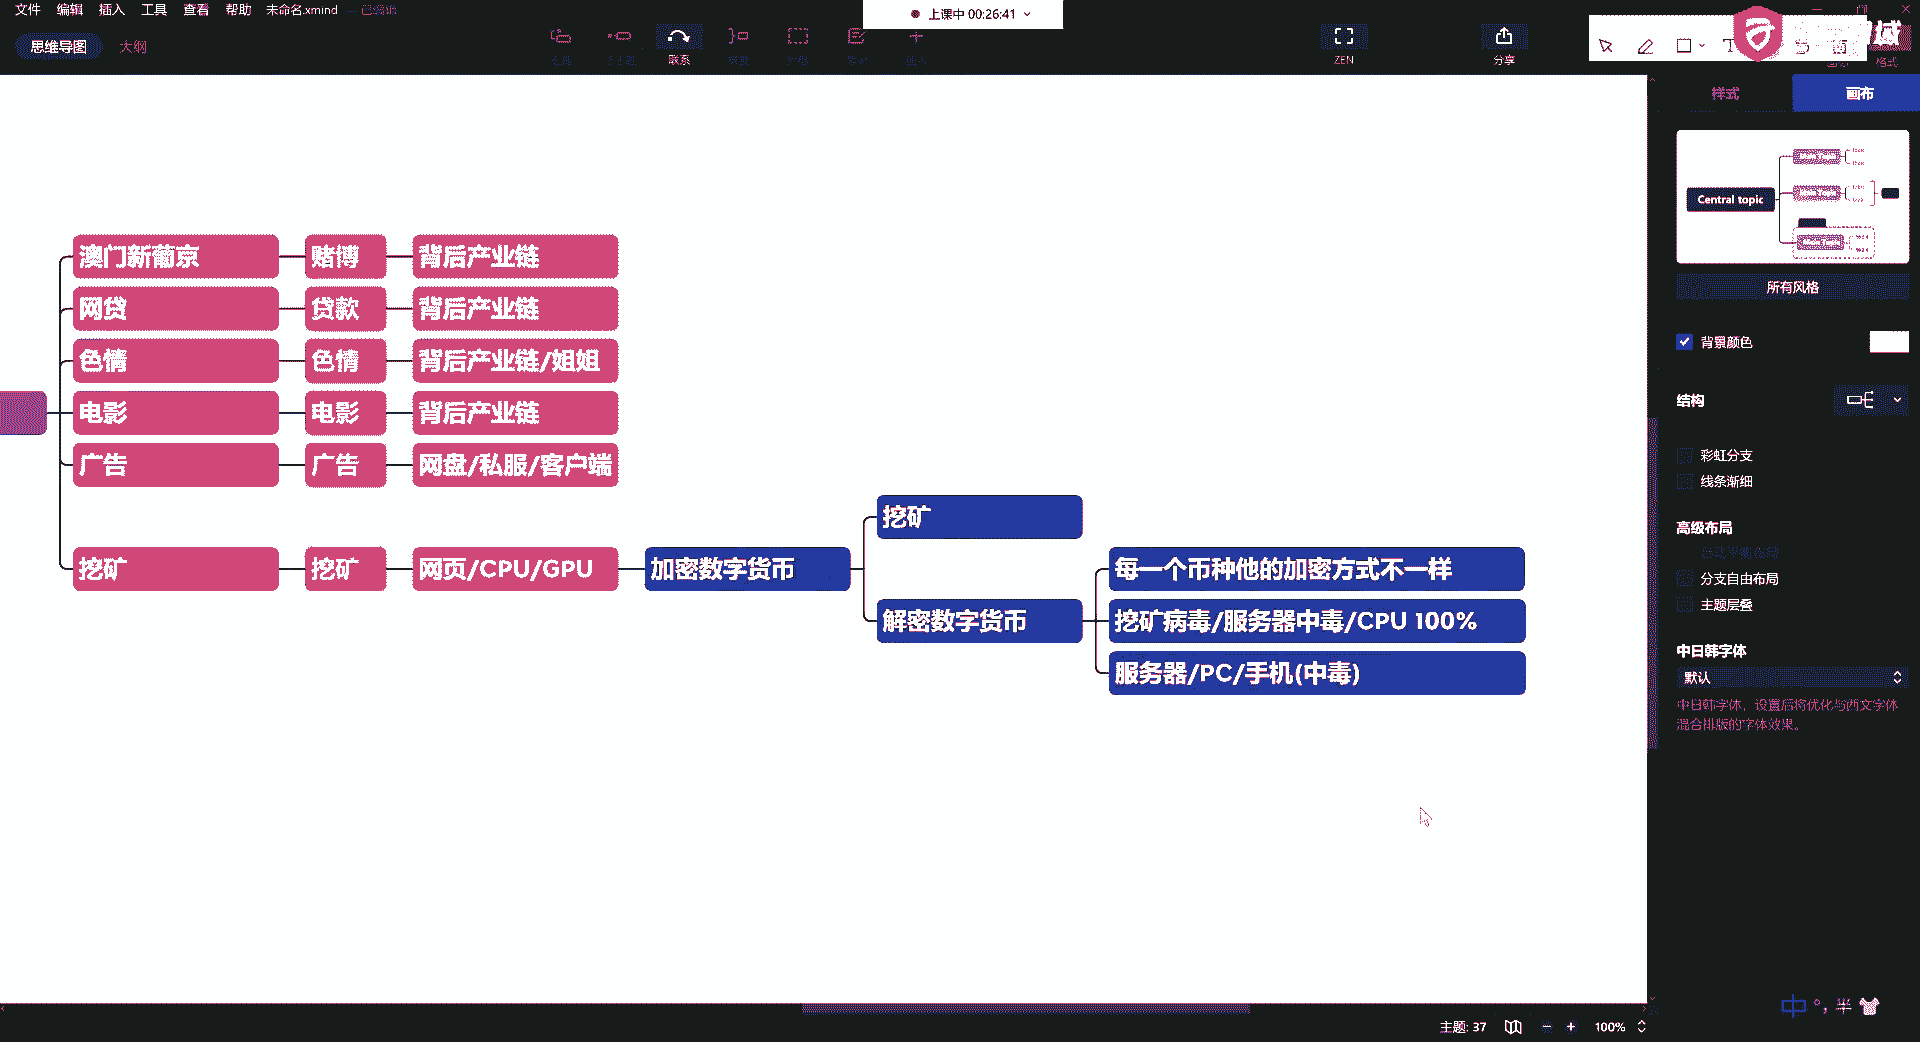 文件 编辑 插入 工具 查看 帮助 未命名.xmind
上课中 00:26:41
思维导图 大纲
联系 ZEN 分享 格式
样式 画布
Central topic
所有风格
背景颜色
结构
彩虹分支
线条渐细
高级布局
分支自由布局
主题层叠
中日韩字体
默认
中日韩字体，设置后将优化与西文字体
混合排版的字体效果。
澳门新葡京 赌博 背后产业链
网贷 贷款 背后产业链
色情 色情 背后产业链/姐姐
电影 电影 背后产业链
广告 广告 网盘/私服/客户端
挖矿
挖矿 挖矿 网页/CPU/GPU 加密数字货币 每一个币种他的加密方式不一样
解密数字货币 挖矿病毒/服务器中毒/CPU 100%
服务器/PC/手机(中毒)
中
主题: 37 100%